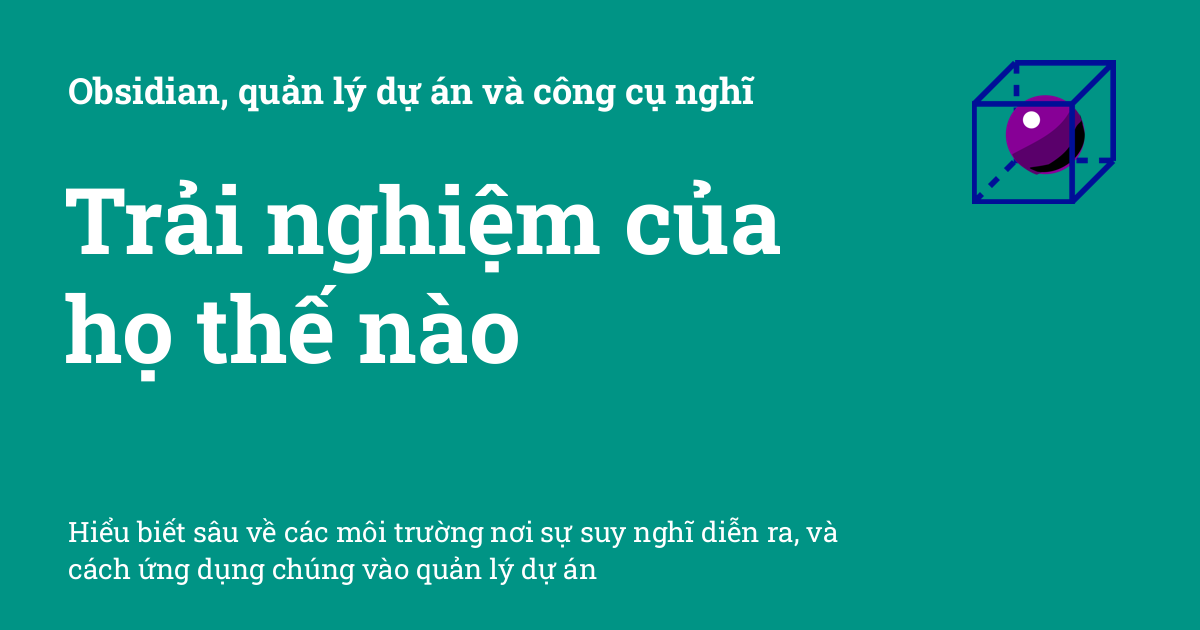 Obsidian, quản lý dự án và công cụ nghĩ
Trải nghiệm của
họ thế nào
Hiểu biết sâu về các môi trường nơi sự suy nghĩ diễn ra, và
cách ứng dụng chúng vào quản lý dự án